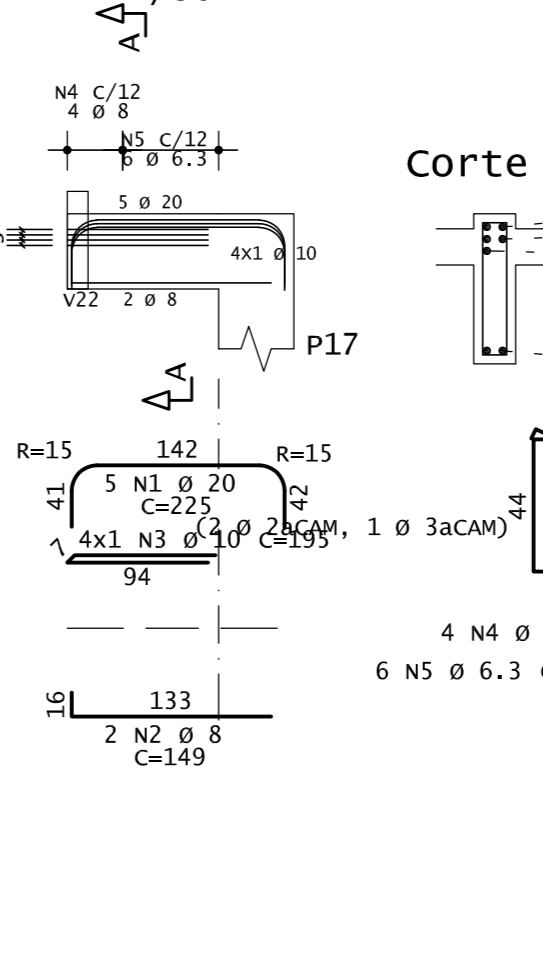 A
N4 C/12
4 Ø 8
N5 C/12
6 Ø 6.3
Corte
5 Ø 20
4x1 Ø 10
V22 2 Ø 8
P17
A
R=15 142 R=15
41 5 N1 Ø 20 42
C=225
(2 Ø 2aCAM, 1 Ø 3aCAM)
44
7 4x1 N3 Ø 10 C=195
94
4 N4 Ø
6 N5 Ø 6.3
16 133
2 N2 Ø 8
C=149